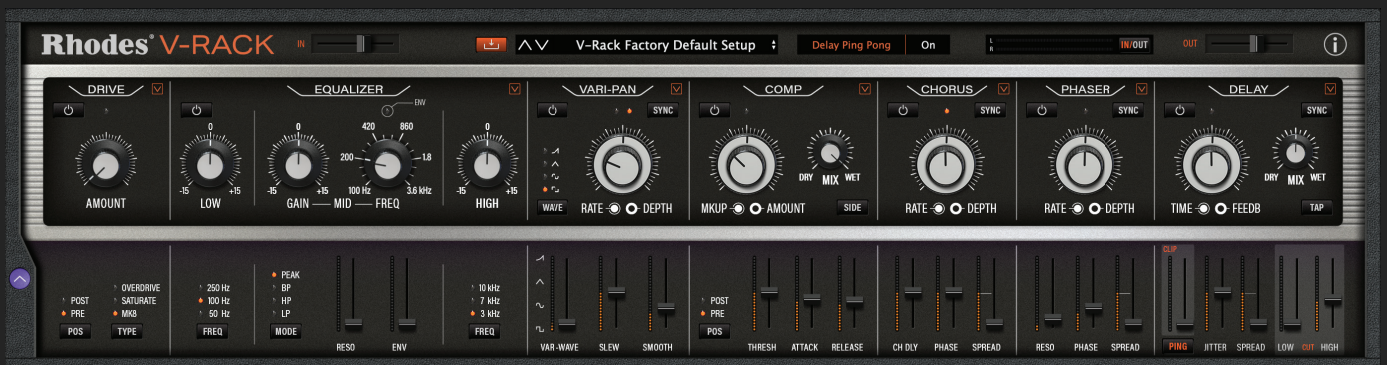 Rhodes® V-RACK
IN
V-Rack Factory Default Setup
Delay Ping Pong
On
L
R
IN/OUT
OUT
i
DRIVE
EQUALIZER
VARI-PAN
COMP
CHORUS
PHASER
DELAY
ENV
SYNC
SYNC
SYNC
SYNC
0
0
420
860
0
200
1.8
-15
+15
-15
+15
100 Hz
3.6 kHz
-15
+15
DRY
MIX
WET
DRY
MIX
WET
AMOUNT
LOW
GAIN
MID
FREQ
HIGH
WAVE
RATE
DEPTH
MKUP
AMOUNT
SIDE
RATE
DEPTH
RATE
DEPTH
TIME
FEEDB
TAP
POST
PRE
POS
OVERDRIVE
SATURATE
MK8
TYPE
250 Hz
100 Hz
50 Hz
FREQ
PEAK
BP
HP
LP
MODE
RESO
ENV
10 kHz
7 kHz
3 kHz
FREQ
VAR-WAVE
SLEW
SMOOTH
POST
PRE
POS
THRESH
ATTACK
RELEASE
CH DLY
PHASE
SPREAD
RESO
PHASE
SPREAD
CLIP
PING
JITTER
SPREAD
LOW
CUT
HIGH